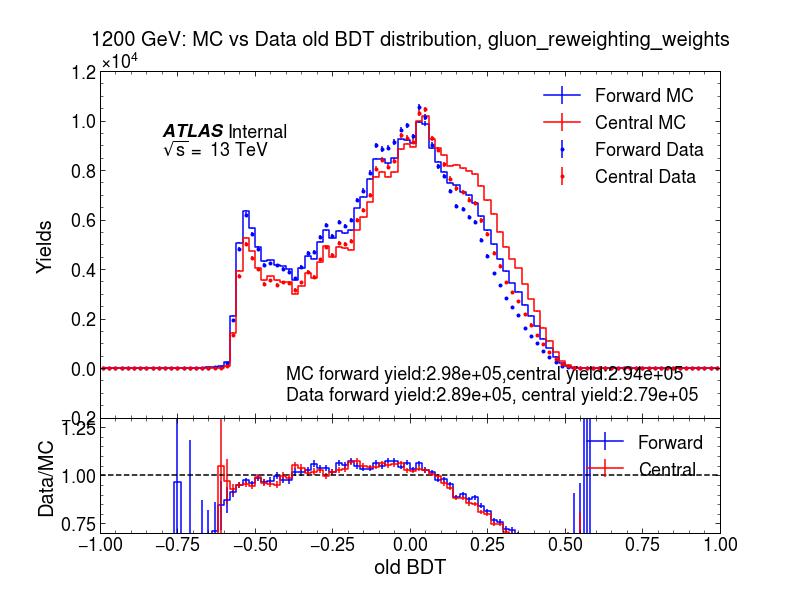 1200 GeV: MC vs Data old BDT distribution, gluon_reweighting_weights
×10⁴
1.2
1.0
0.8
0.6
0.4
0.2
0.0
0.2
Yields
ATLAS Internal
√s = 13 TeV
Forward MC
Central MC
Forward Data
Central Data
MC forward yield:2.98e+05,central yield:2.94e+05
Data forward yield:2.89e+05, central yield:2.79e+05
1.25
1.00
0.75
Data/MC
Forward
Central
−1.00 −0.75 −0.50 −0.25 0.00 0.25 0.50 0.75 1.00
old BDT